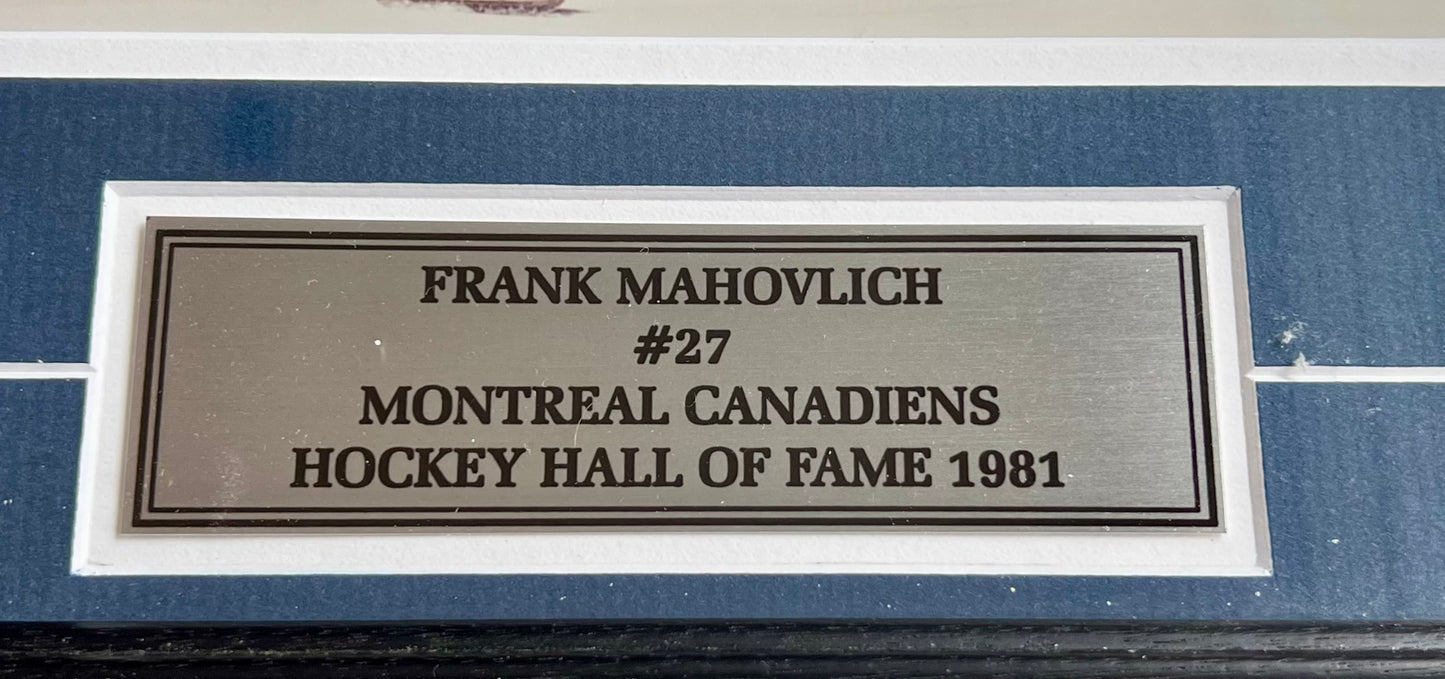 FRANK MAHOVLICH
#27
MONTREAL CANADIENS
HOCKEY HALL OF FAME 1981